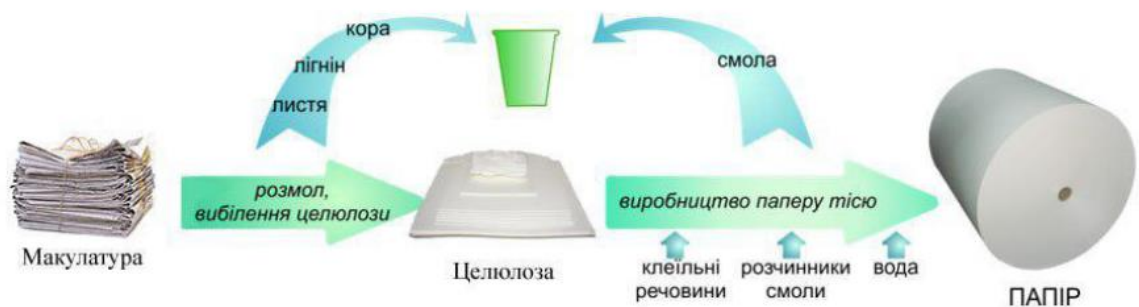 кора
лігнін
листя
смола
розмол,
вибілення целюлози
виробництво паперу тісю
Макулатура
Целюлоза
клеїльні
речовини
розчинники
смоли
вода
ПАПІР